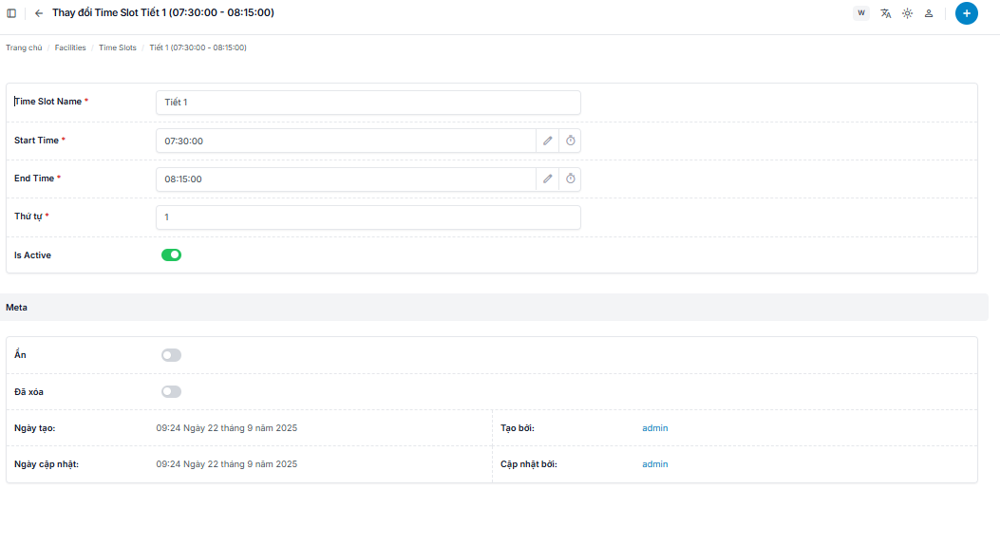 Thay đổi Time Slot Tiết 1 (07:30:00 - 08:15:00)
W
Trang chủ / Facilities / Time Slots / Tiết 1 (07:30:00 - 08:15:00)
Time Slot Name *
Tiết 1
Start Time *
07:30:00
End Time *
08:15:00
Thứ tự *
1
Is Active
Meta
Ẩn
Đã xóa
Ngày tạo: 09:24 Ngày 22 tháng 9 năm 2025 Tạo bởi: admin
Ngày cập nhật: 09:24 Ngày 22 tháng 9 năm 2025 Cập nhật bởi: admin